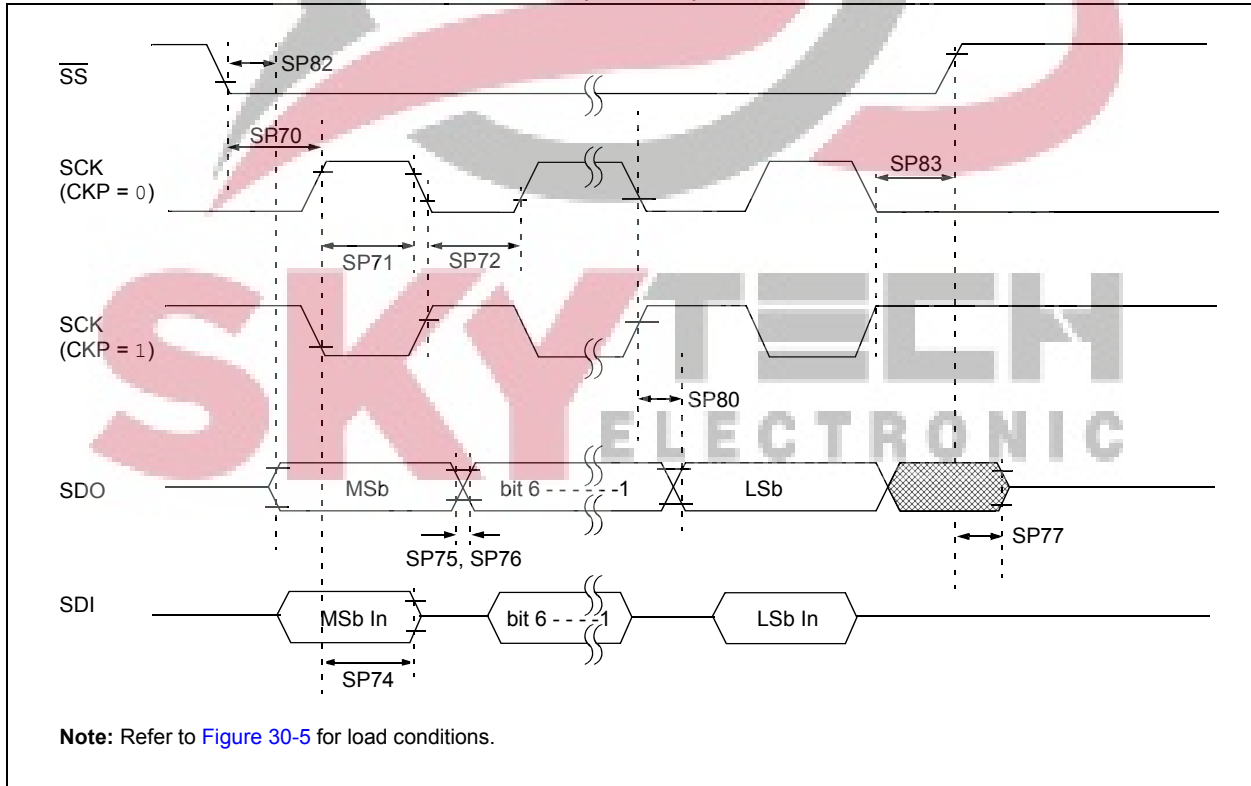 SS
SP82
SP70
SCK
(CKP = 0)
SP83
SP71
SP72
SCK
(CKP = 1)
SP80
SKYTECH
ELECTRONIC
SDO
MSb
bit 6 - - - - - -1
LSb
SP77
SP75, SP76
SDI
MSb In
bit 6 - - - -1
LSb In
SP74
Note: Refer to Figure 30-5 for load conditions.